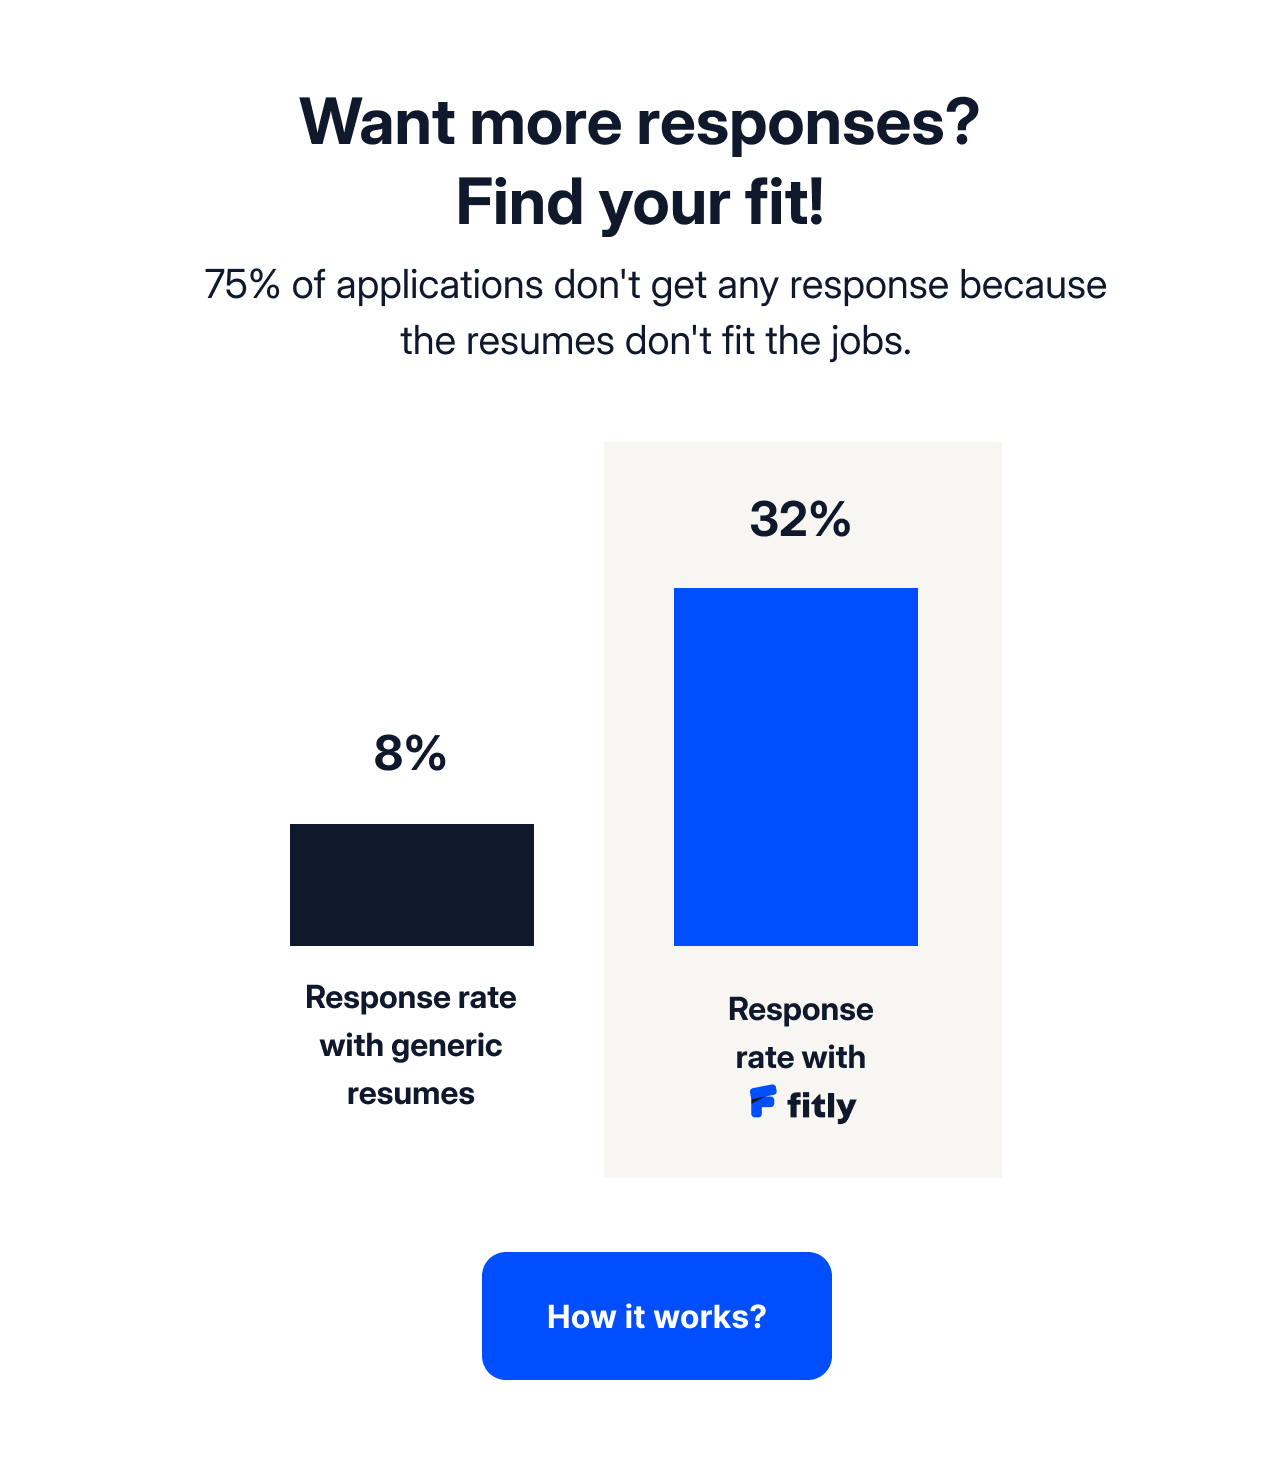 Want more responses?
Find your fit!
75% of applications don't get any response because
the resumes don't fit the jobs.
32%
8%
Response rate
with generic
resumes
Response
rate with
fitly
How it works?